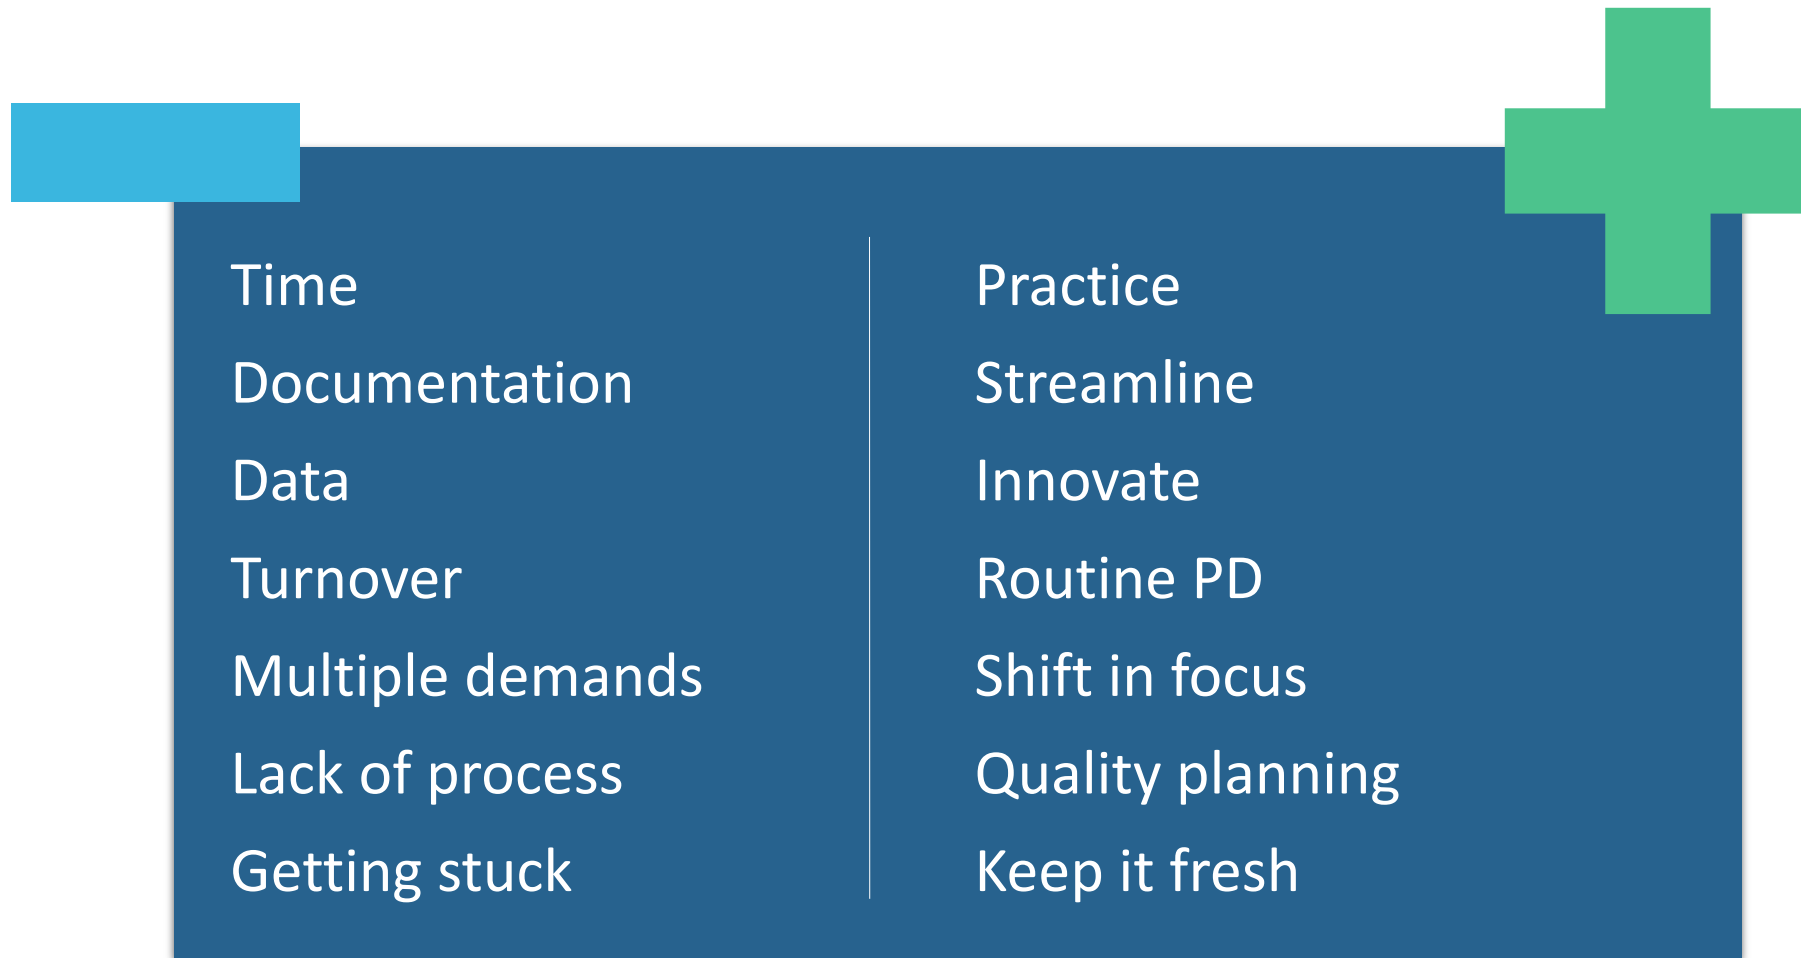 Time
Documentation
Data
Turnover
Multiple demands
Lack of process
Getting stuck
Practice
Streamline
Innovate
Routine PD
Shift in focus
Quality planning
Keep it fresh